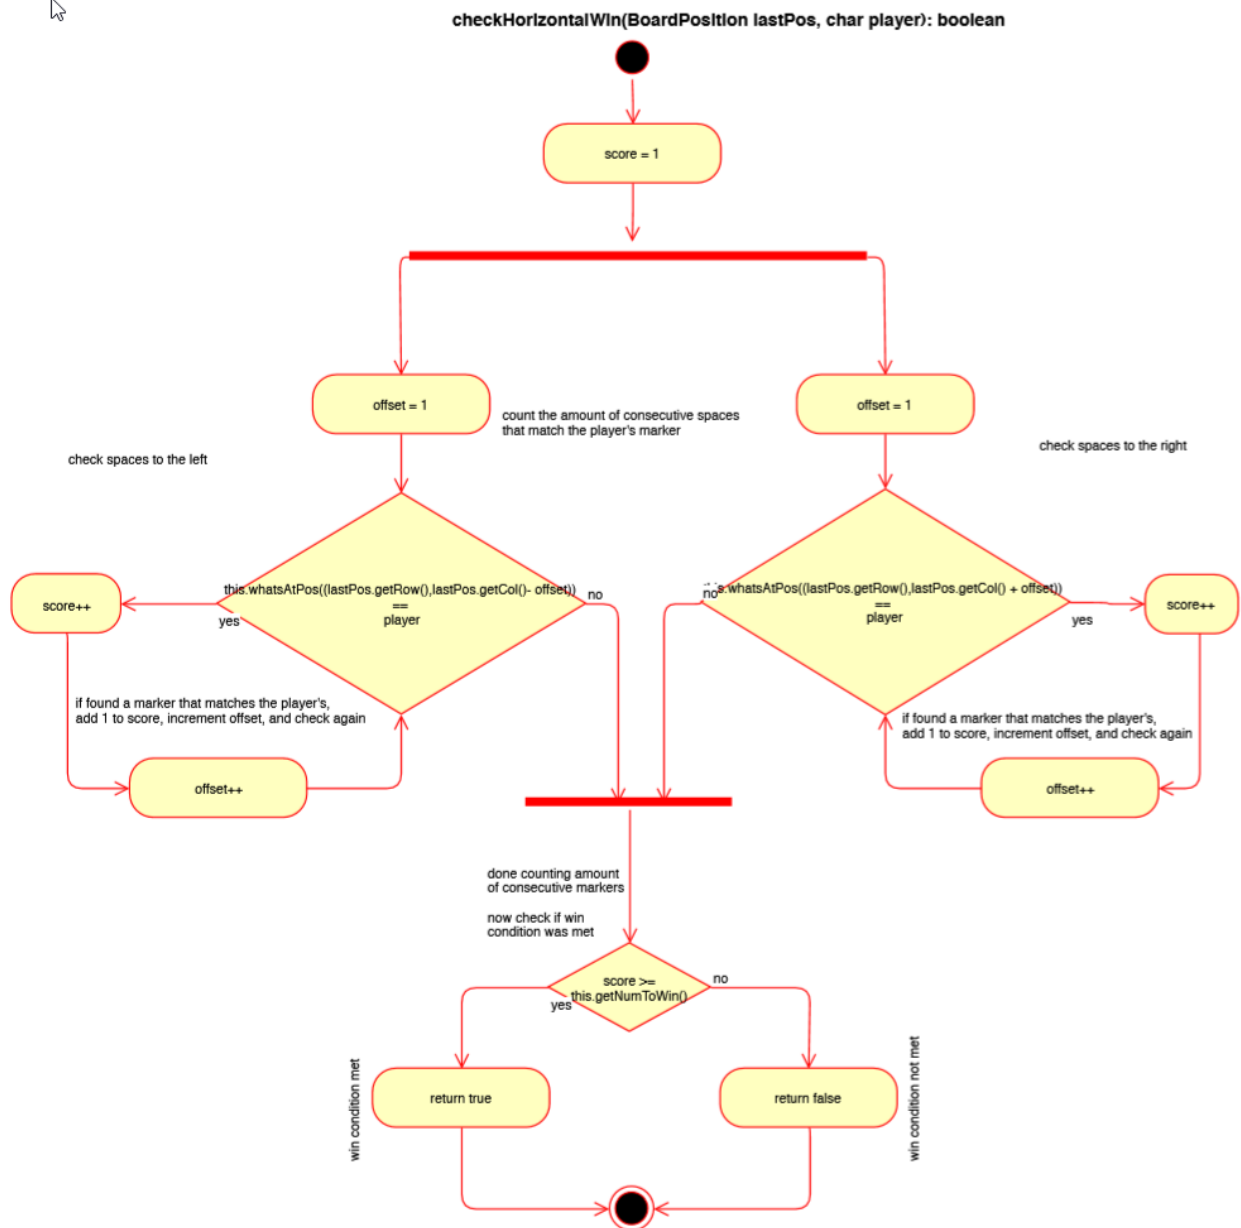 checkHorizontalWin(BoardPosition lastPos, char player): boolean
score = 1
offset = 1
offset = 1
count the amount of consecutive spaces
that match the player's marker
check spaces to the left
check spaces to the right
this.whatsAtPos((lastPos.getRow(),lastPos.getCol()- offset))
==
player
no
yes
score++
no
s.whatsAtPos((lastPos.getRow(),lastPos.getCol() + offset))
==
player
yes
score++
if found a marker that matches the player's,
add 1 to score, increment offset, and check again
if found a marker that matches the player's,
add 1 to score, increment offset, and check again
offset++
offset++
done counting amount
of consecutive markers
now check if win
condition was met
score >=
this.getNumToWin()
yes
no
win condition met
return true
return false
win condition not met